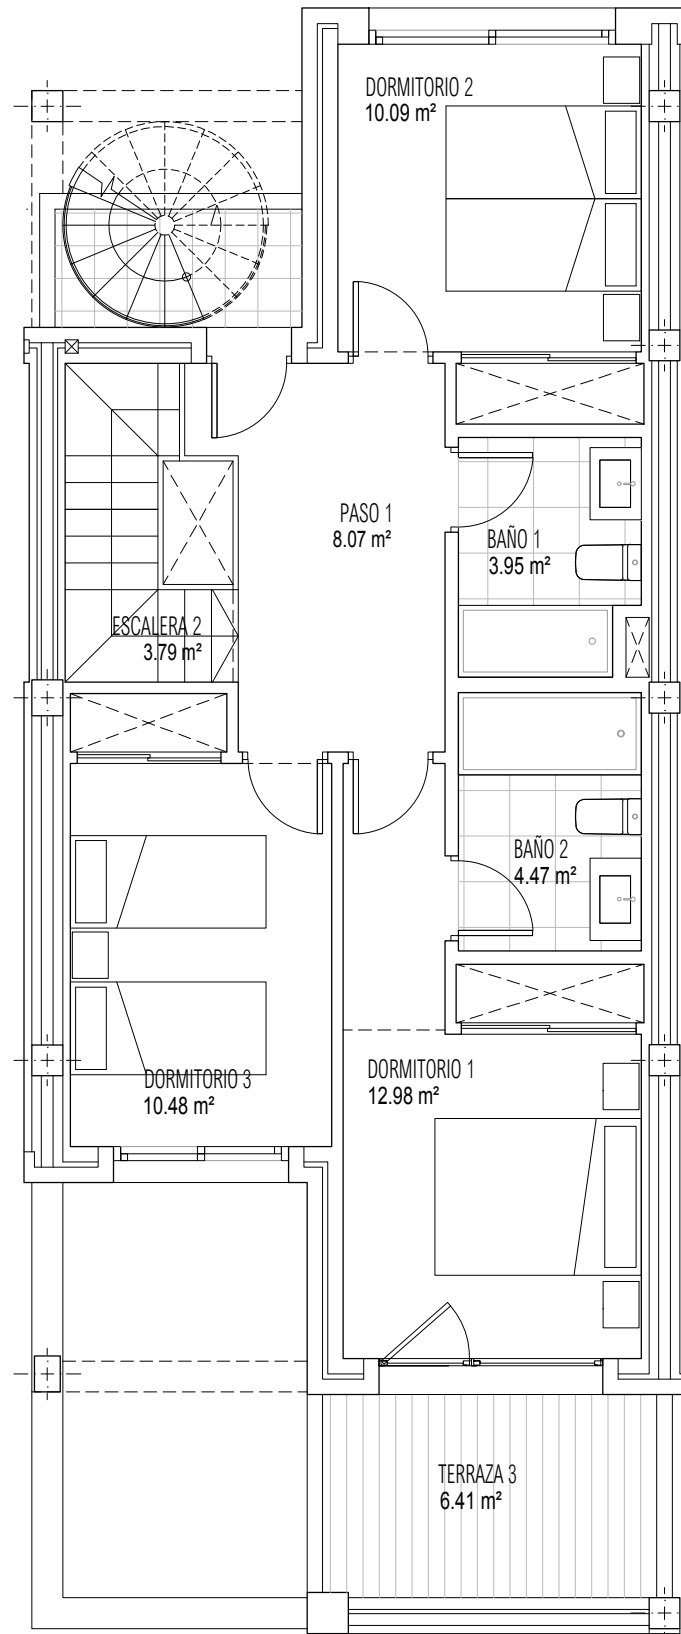 DORMITORIO 2
10.09 m²
PASO 1
8.07 m²
BAÑO 1
3.95 m²
ESCALERA 2
3.79 m²
BAÑO 2
4.47 m²
DORMITORIO 3
10.48 m²
DORMITORIO 1
12.98 m²
TERRAZA 3
6.41 m²